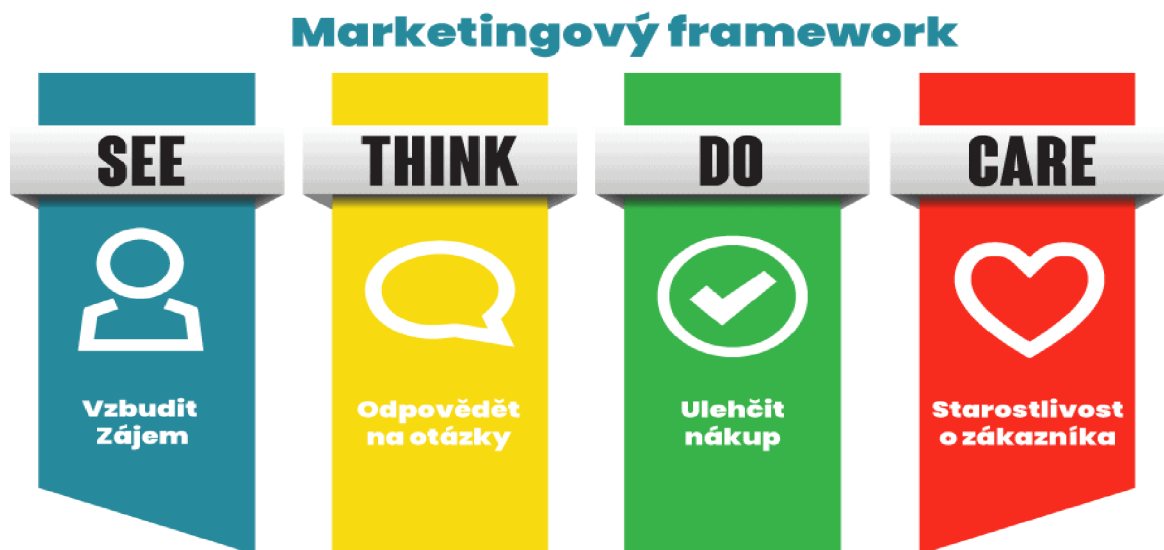 Marketingový framework
SEE
THINK
DO
CARE
Vzbudit
Zájem
Odpovědět
na otázky
Ulehčit
nákup
Starostlivost
o zákazníka